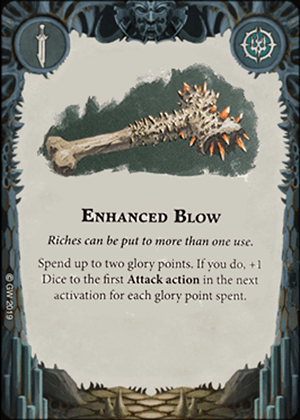 ENHANCED BLOW
Riches can be put to more than one use.
Spend up to two glory points. If you do, +1
Dice to the first Attack action in the next
activation for each glory point spent.
© GW 2019